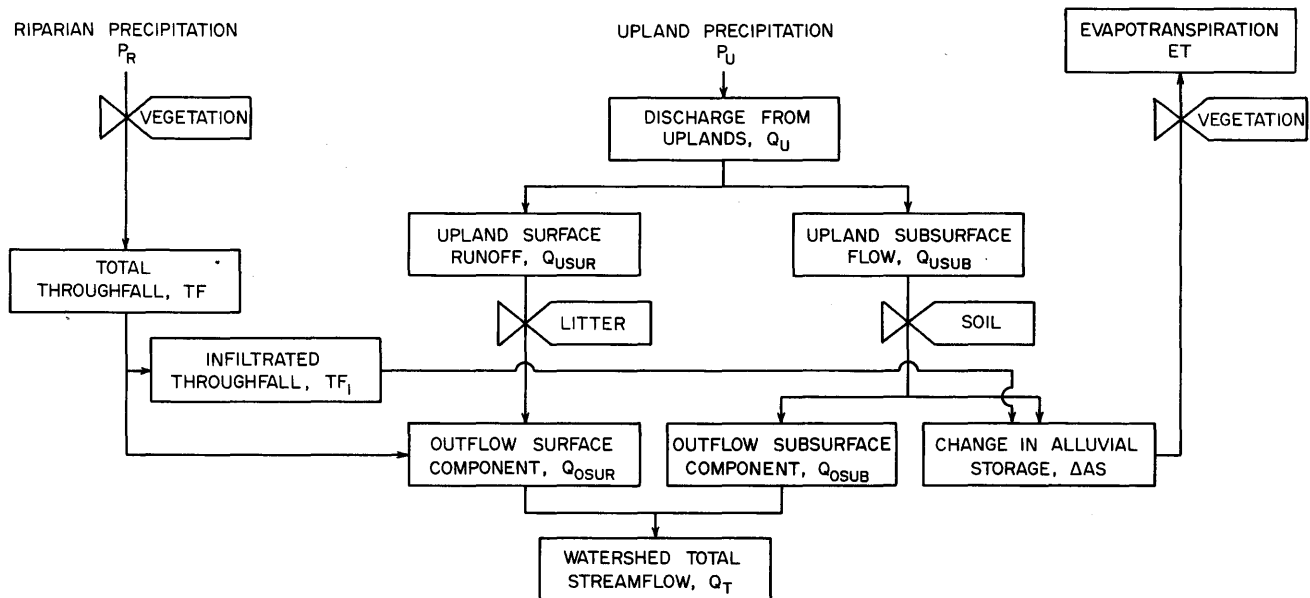 RIPARIAN PRECIPITATION
P_R
VEGETATION
TOTAL
THROUGHFALL, TF
INFILTRATED
THROUGHFALL, TF_i
UPLAND PRECIPITATION
P_U
DISCHARGE FROM
UPLANDS, Q_U
UPLAND SURFACE
RUNOFF, Q_USUR
LITTER
UPLAND SUBSURFACE
FLOW, Q_USUB
SOIL
OUTFLOW SURFACE
COMPONENT, Q_OSUR
OUTFLOW SUBSURFACE
COMPONENT, Q_OSUB
CHANGE IN ALLUVIAL
STORAGE, ΔAS
EVAPOTRANSPIRATION
ET
VEGETATION
WATERSHED TOTAL
STREAMFLOW, Q_T